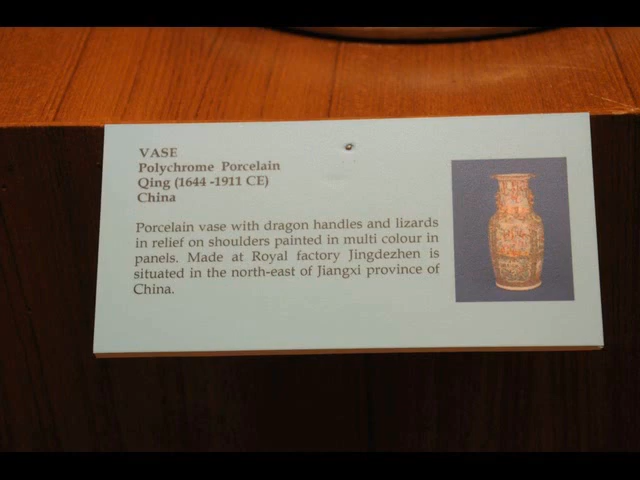 VASE
Polychrome Porcelain
Qing (1644 -1911 CE)
China
Porcelain vase with dragon handles and lizards
in relief on shoulders painted in multi colour in
panels. Made at Royal factory Jingdezhen is
situated in the north-east of Jiangxi province of
China.